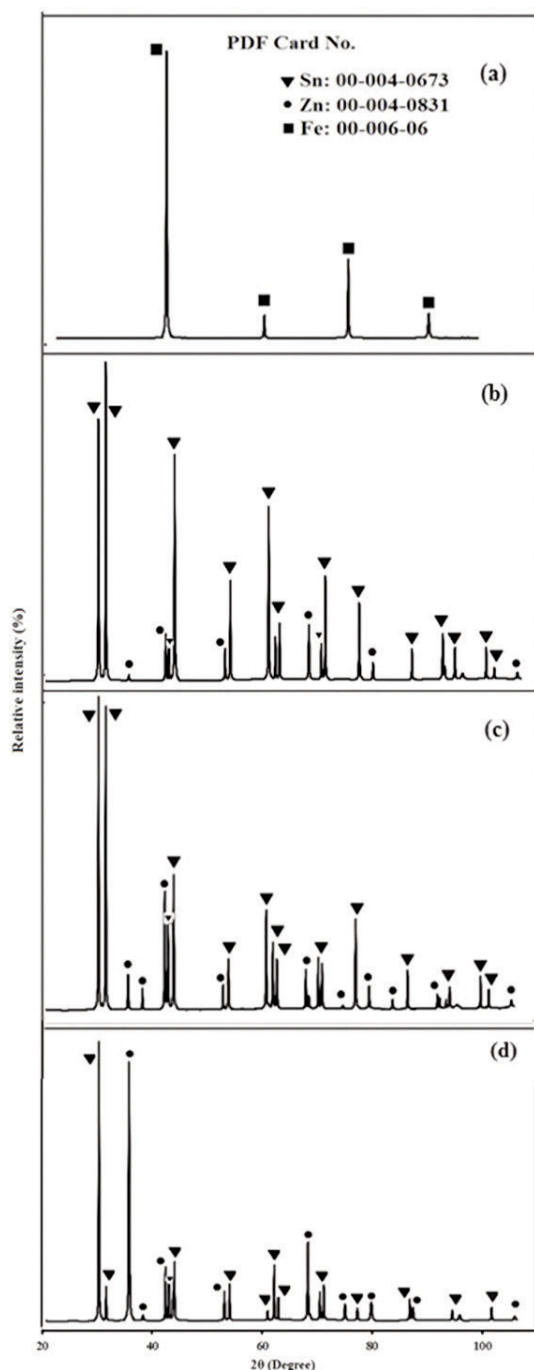 PDF Card No.
(a)
Sn: 00-004-0673
Zn: 00-004-0831
Fe: 00-006-06
(b)
(c)
(d)
Relative intensity (%)
20 40 60 80 100
2θ (Degree)